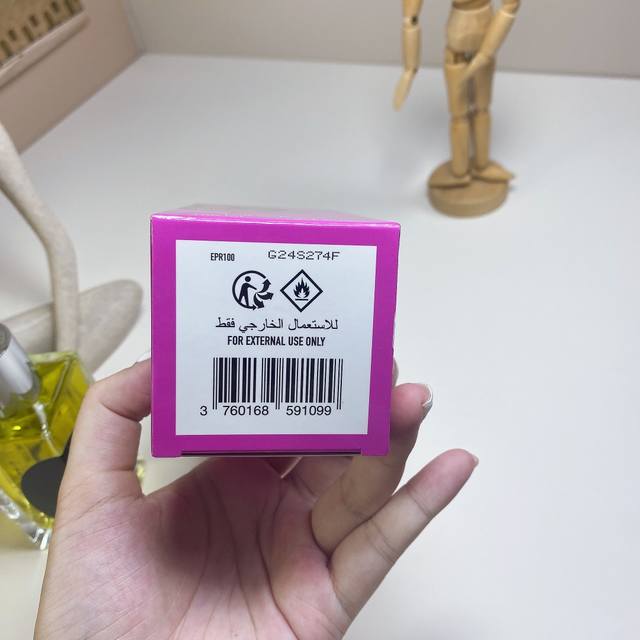 EPR100 G24S274F
للاستعمال الخارجي فقط
FOR EXTERNAL USE ONLY
3 760168 591099